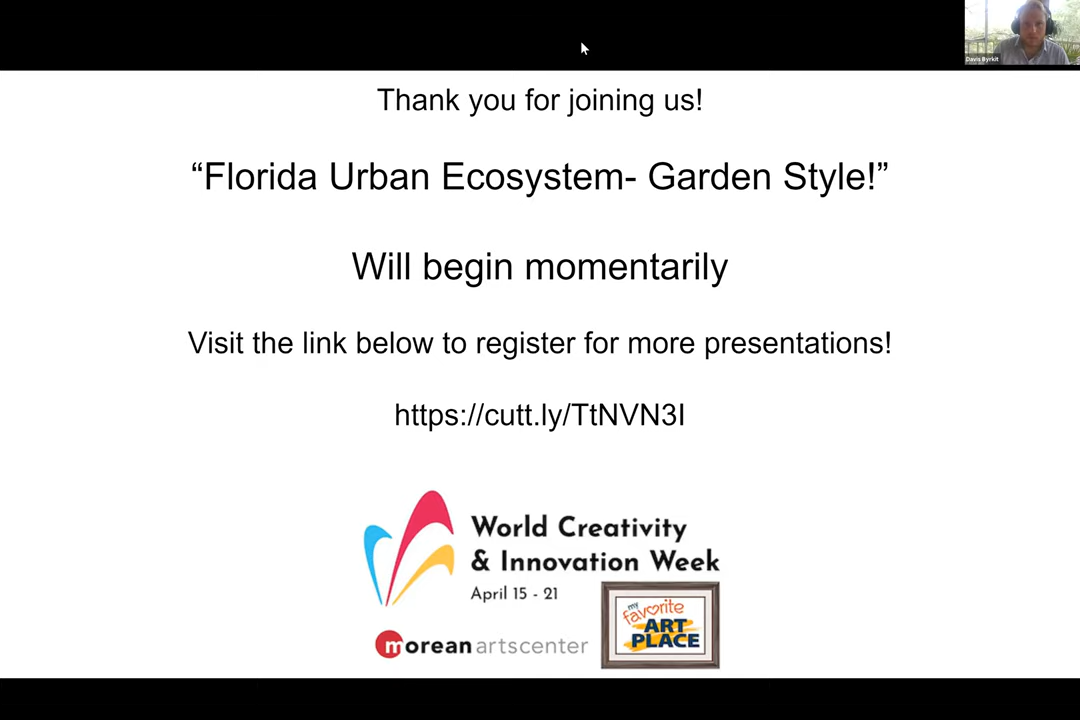 Davis Byrkit
Thank you for joining us!
“Florida Urban Ecosystem- Garden Style!”
Will begin momentarily
Visit the link below to register for more presentations!
https://cutt.ly/TtNVN3I
World Creativity
& Innovation Week
April 15 - 21
moreanartscenter
my
favorite
ART
PLACE